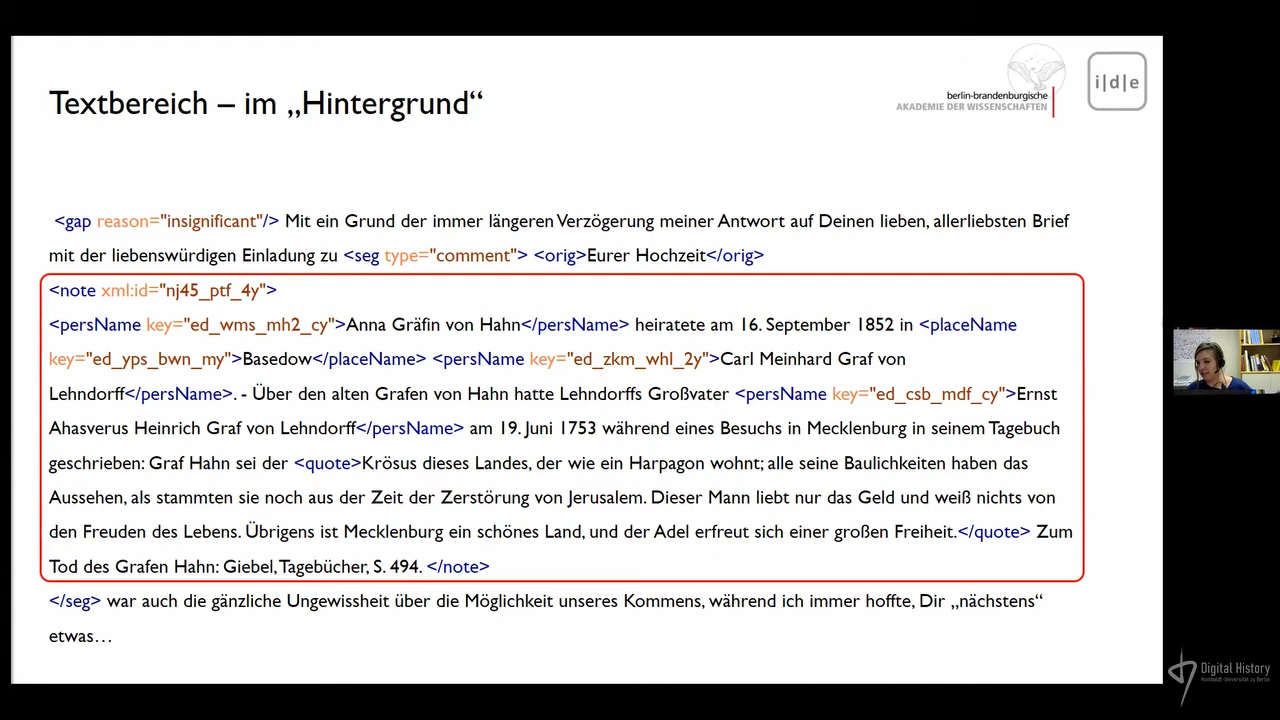 Textbereich – im „Hintergrund“
berlin-brandenburgische
AKADEMIE DER WISSENSCHAFTEN
i|d|e
<gap reason="insignificant"/> Mit ein Grund der immer längeren Verzögerung meiner Antwort auf Deinen lieben, allerliebsten Brief
mit der liebenswürdigen Einladung zu <seg type="comment"> <orig>Eurer Hochzeit</orig>
<note xml:id="nj45_ptf_4y">
<persName key="ed_wms_mh2_cy">Anna Gräfin von Hahn</persName> heiratete am 16. September 1852 in <placeName
key="ed_yps_bwn_my">Basedow</placeName> <persName key="ed_zkm_whl_2y">Carl Meinhard Graf von
Lehndorff</persName>. - Über den alten Grafen von Hahn hatte Lehndorffs Großvater <persName key="ed_csb_mdf_cy">Ernst
Ahasverus Heinrich Graf von Lehndorff</persName> am 19. Juni 1753 während eines Besuchs in Mecklenburg in seinem Tagebuch
geschrieben: Graf Hahn sei der <quote>Krösus dieses Landes, der wie ein Harpagon wohnt; alle seine Baulichkeiten haben das
Aussehen, als stammten sie noch aus der Zeit der Zerstörung von Jerusalem. Dieser Mann liebt nur das Geld und weiß nichts von
den Freuden des Lebens. Übrigens ist Mecklenburg ein schönes Land, und der Adel erfreut sich einer großen Freiheit.</quote> Zum
Tod des Grafen Hahn: Giebel, Tagebücher, S. 494. </note>
</seg> war auch die gänzliche Ungewissheit über die Möglichkeit unseres Kommens, während ich immer hoffte, Dir „nächstens“
etwas…
Digital History
Humboldt-Universität zu Berlin